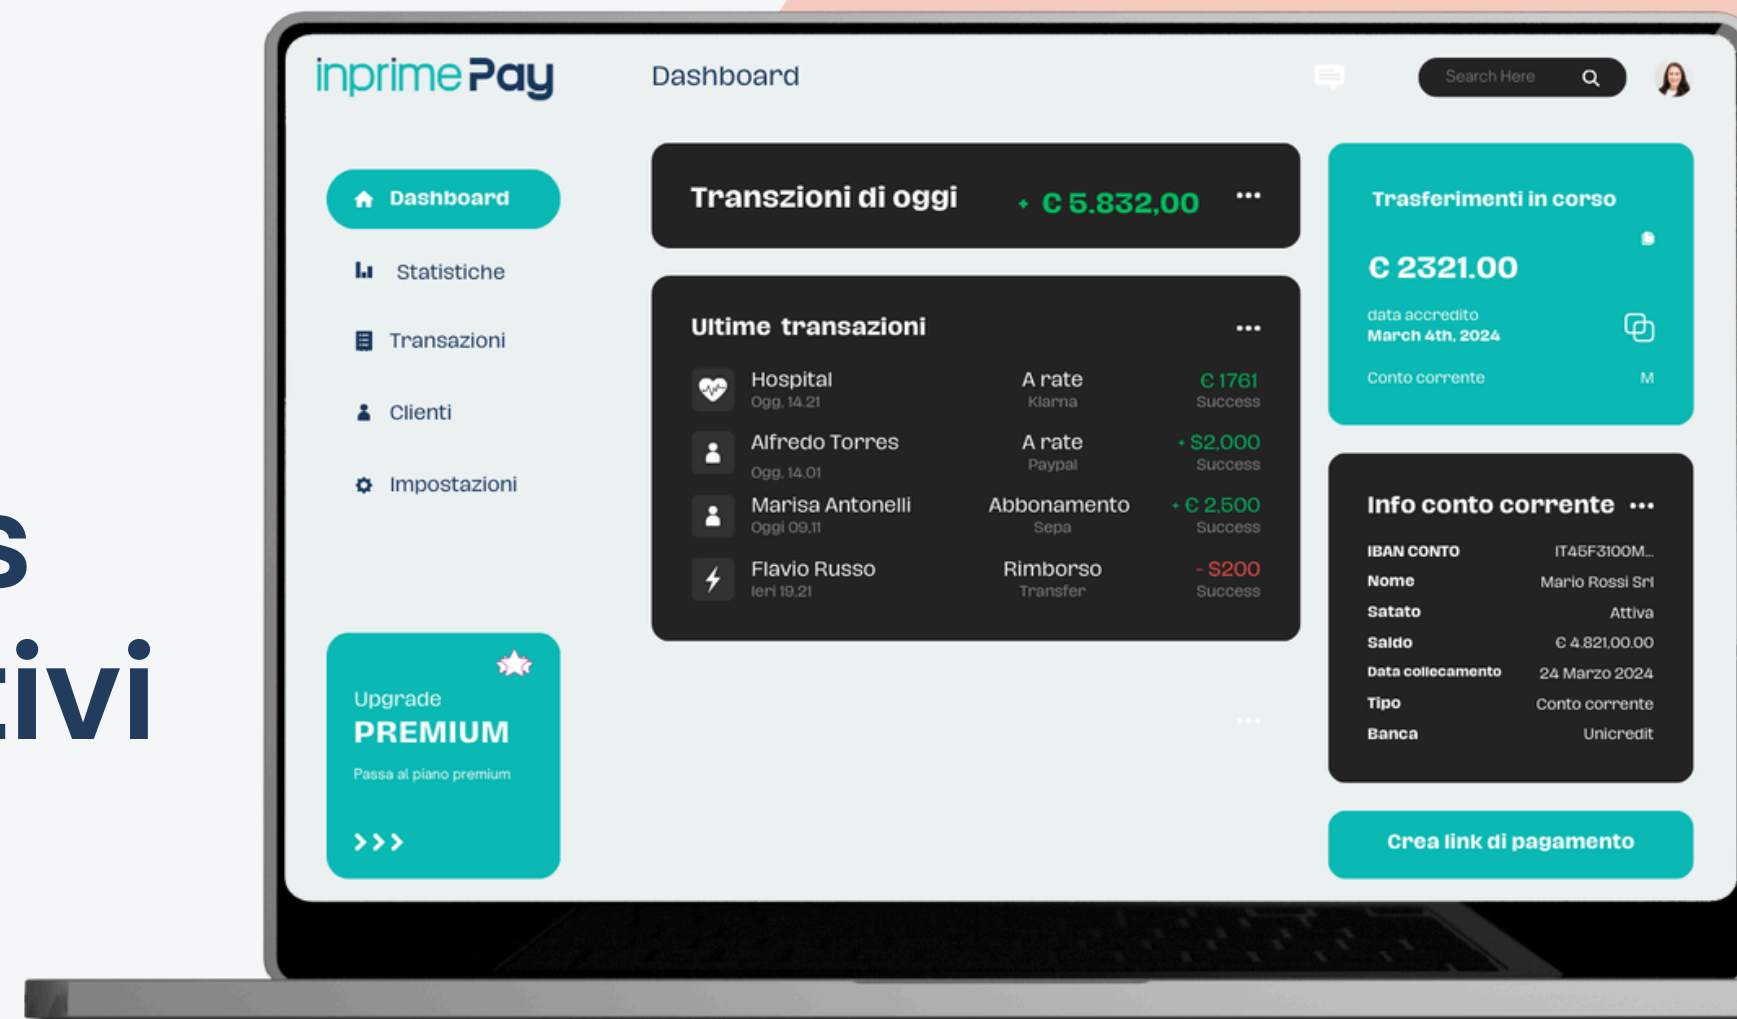 inprime Pay
Dashboard
Search Here
Dashboard
Statistiche
Transazioni
Clienti
Impostazioni
s
tivi
Upgrade
PREMIUM
Passa al piano premium
>>>
Transzioni di oggi + € 5.832,00 ...
Ultime transazioni ...
Hospital A rate € 1761
Ogg, 14.21 Klarna Success
Alfredo Torres A rate + $2,000
Ogg, 14.01 Paypal Success
Marisa Antonelli Abbonamento + € 2,500
Oggi 09,11 Sepa Success
Flavio Russo Rimborso - $200
Ieri 19,21 Transfer Success
...
Trasferimenti in corso
€ 2321.00
data accredito
March 4th, 2024
Conto corrente M
Info conto corrente ...
IBAN CONTO IT45F3100M...
Nome Mario Rossi Srl
Satato Attiva
Saldo € 4.821,00.00
Data collecamento 24 Marzo 2024
Tipo Conto corrente
Banca Unicredit
Crea link di pagamento